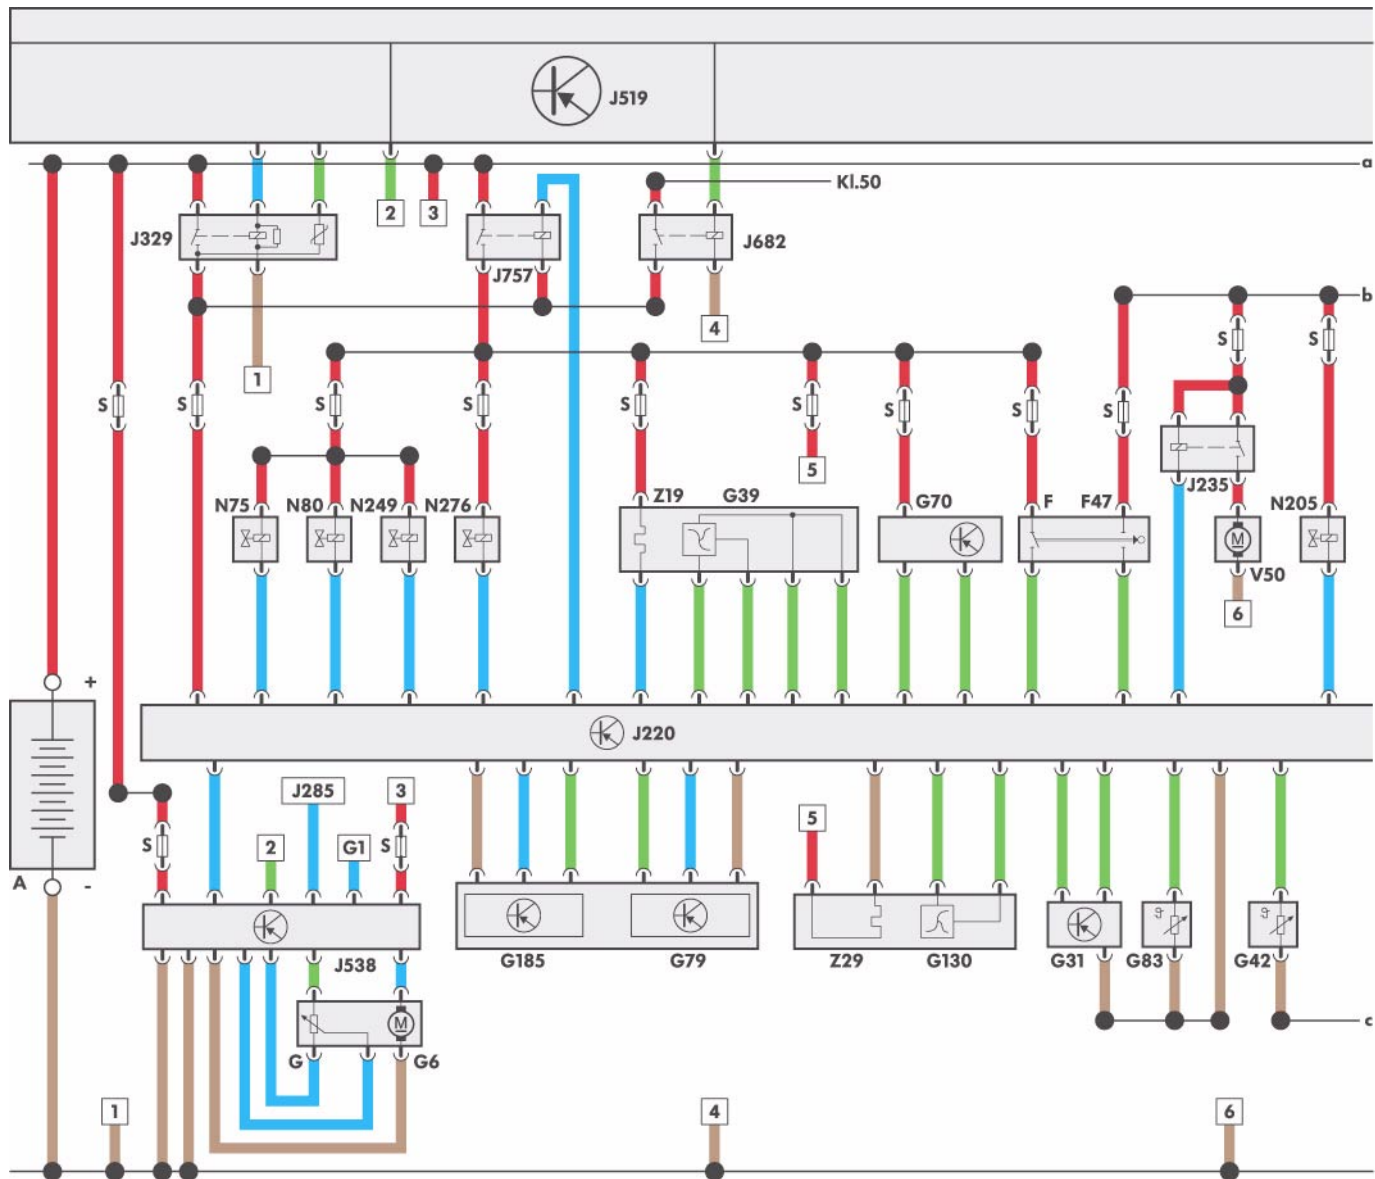 J519
a
Kl.50
2 3
J329 J682
J757
b
4
S S
1
S S S S S S S S
5
J235
Z19 G39 G70 F F47 N205
N75 N80 N249 N276
M
V50
6
+
J220
J285 3
5
S 2 G1 S
A -
J538 G185 G79 Z29 G130 G31 G83 G42
ϑ ϑ
M
c
G G6
1 4 6